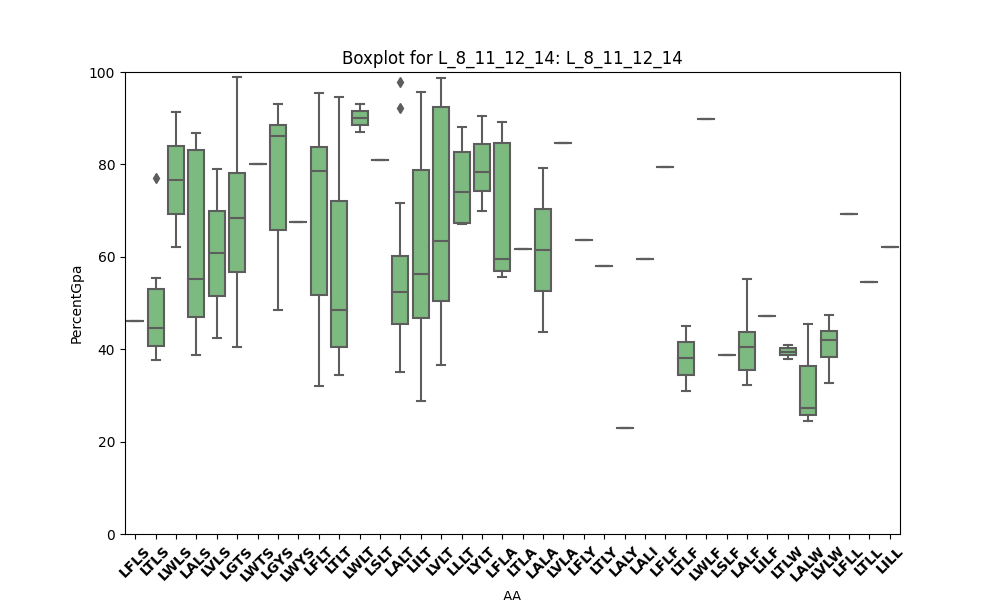 Boxplot for L_8_11_12_14: L_8_11_12_14
100
80
60
40
20
0
PercentGpa
LFLS LTLS LWLS LALS LVLS LGTS LWTS LGYS LWYS LFLT LTLT LWLT LSLT LALT LILT LVLT LLLT LYLT LFLA LTLA LALA LVLA LFLY LTLY LALY LALI LFLF LTLF LWLF LSLF LALF LILF LTLW LALW LVLW LFLL LTLL LILL
AA